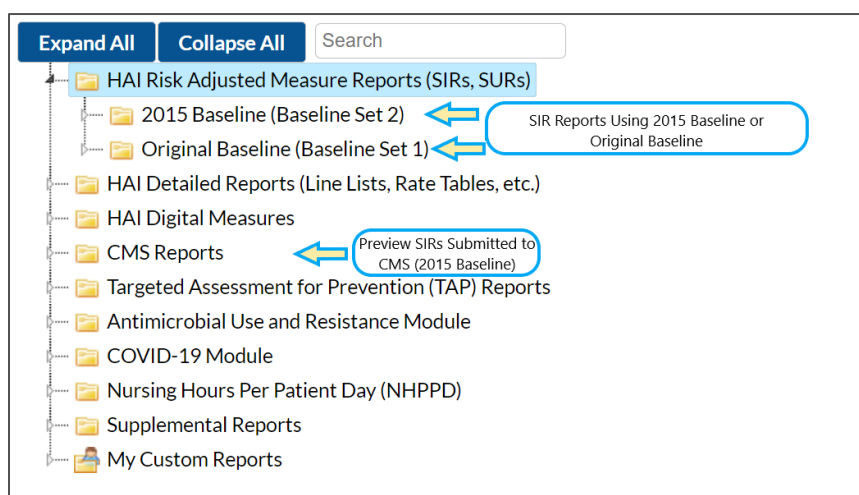 Expand All
Collapse All
Search
HAI Risk Adjusted Measure Reports (SIRs, SURs)
2015 Baseline (Baseline Set 2)
SIR Reports Using 2015 Baseline or
Original Baseline
Original Baseline (Baseline Set 1)
HAI Detailed Reports (Line Lists, Rate Tables, etc.)
HAI Digital Measures
CMS Reports
Preview SIRs Submitted to
CMS (2015 Baseline)
Targeted Assessment for Prevention (TAP) Reports
Antimicrobial Use and Resistance Module
COVID-19 Module
Nursing Hours Per Patient Day (NHPPD)
Supplemental Reports
My Custom Reports